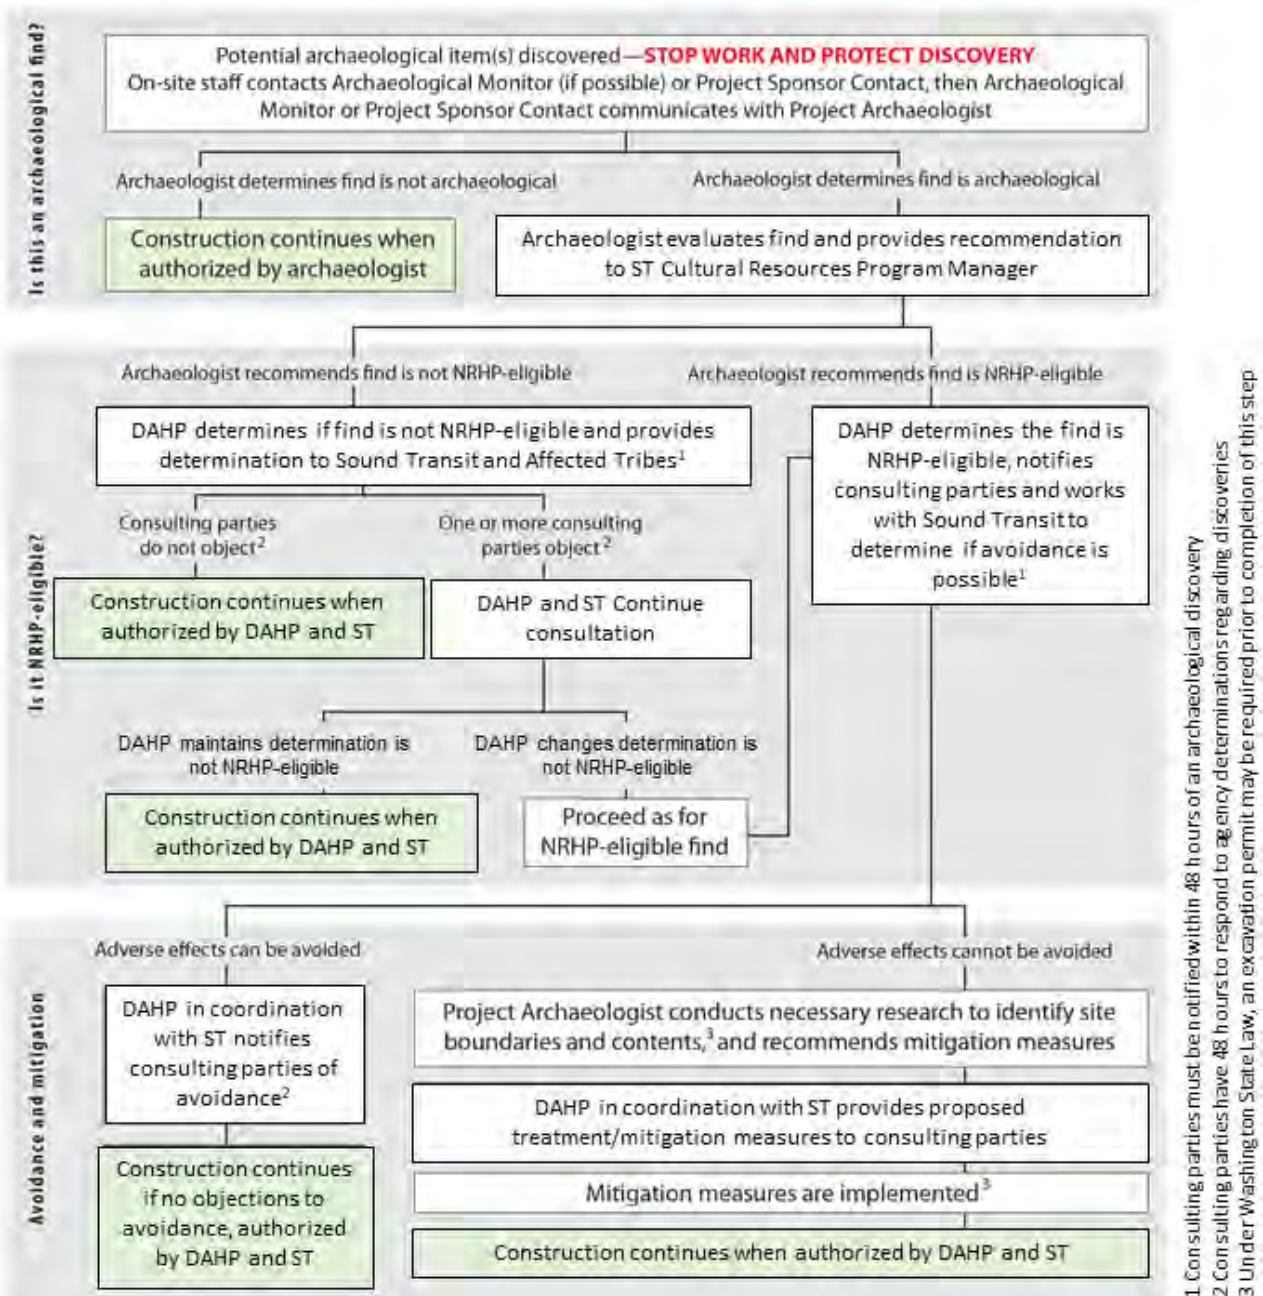 Is this an archaeological find?
Potential archaeological item(s) discovered—STOP WORK AND PROTECT DISCOVERY
On-site staff contacts Archaeological Monitor (if possible) or Project Sponsor Contact, then Archaeological
Monitor or Project Sponsor Contact communicates with Project Archaeologist
Archaeologist determines find is not archaeological
Archaeologist determines find is archaeological
Construction continues when
authorized by archaeologist
Archaeologist evaluates find and provides recommendation
to ST Cultural Resources Program Manager
Is it NRHP-eligible?
Archaeologist recommends find is not NRHP-eligible
Archaeologist recommends find is NRHP-eligible
DAHP determines if find is not NRHP-eligible and provides
determination to Sound Transit and Affected Tribes¹
DAHP determines the find is
NRHP-eligible, notifies
consulting parties and works
with Sound Transit to
determine if avoidance is
possible¹
Consulting parties
do not object²
One or more consulting
parties object²
Construction continues when
authorized by DAHP and ST
DAHP and ST Continue
consultation
DAHP maintains determination is
not NRHP-eligible
DAHP changes determination is
not NRHP-eligible
Construction continues when
authorized by DAHP and ST
Proceed as for
NRHP-eligible find
Avoidance and mitigation
Adverse effects can be avoided
Adverse effects cannot be avoided
DAHP in coordination
with ST notifies
consulting parties of
avoidance²
Construction continues
if no objections to
avoidance, authorized
by DAHP and ST
Project Archaeologist conducts necessary research to identify site
boundaries and contents,³ and recommends mitigation measures
DAHP in coordination with ST provides proposed
treatment/mitigation measures to consulting parties
Mitigation measures are implemented³
Construction continues when authorized by DAHP and ST
1 Consulting parties must be notified within 48 hours of an archaeological discovery
2 Consulting parties have 48 hours to respond to agency determinations regarding discoveries
3 Under Washington State Law, an excavation permit may be required prior to completion of this step